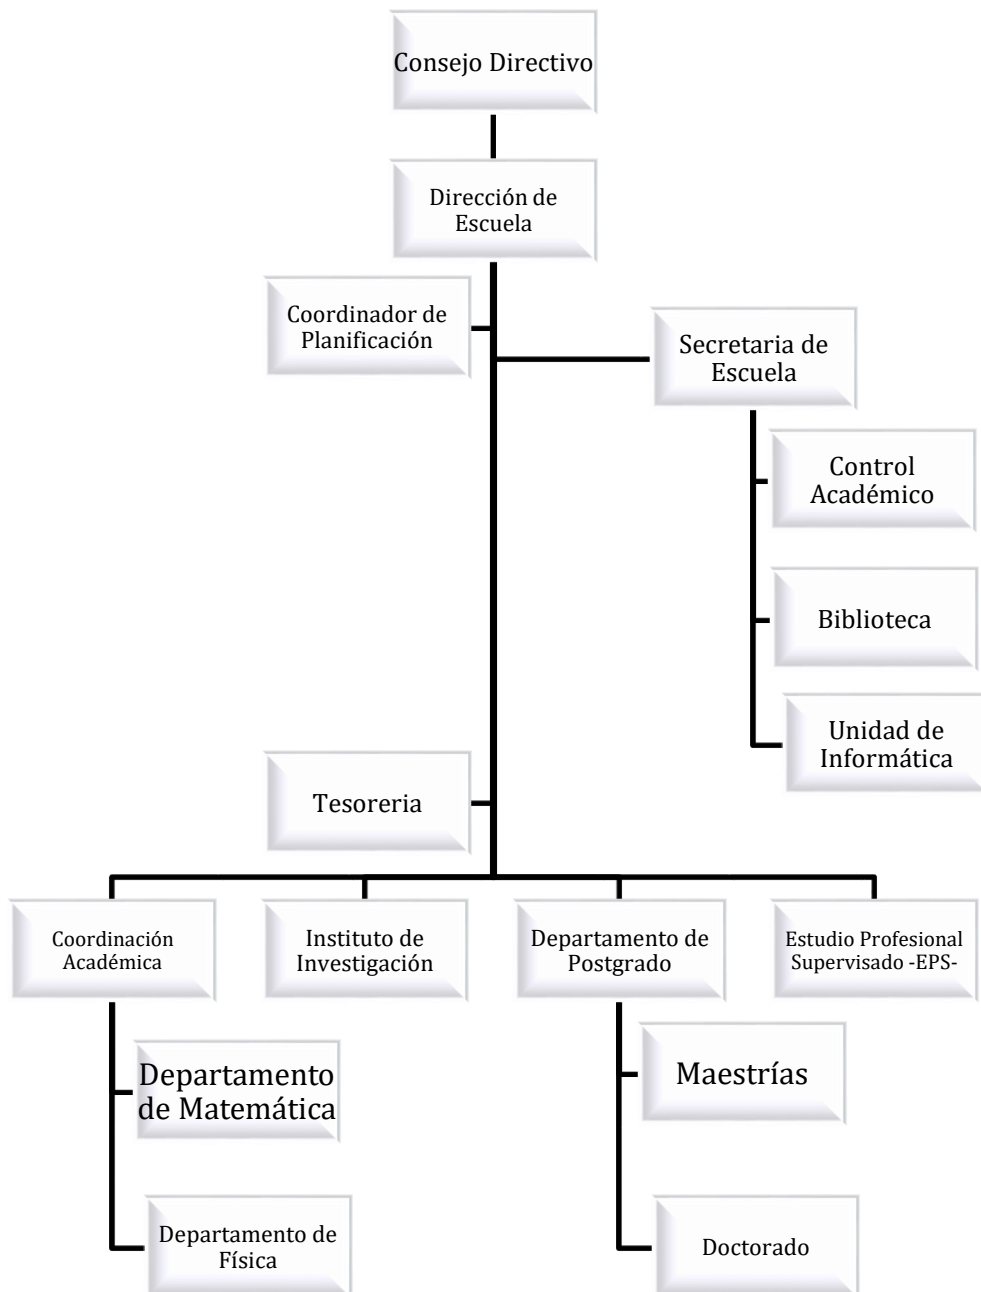 Consejo Directivo
Dirección de
Escuela
Coordinador de
Planificación
Secretaria de
Escuela
Control
Académico
Biblioteca
Unidad de
Informática
Tesoreria
Coordinación
Académica
Instituto de
Investigación
Departamento de
Postgrado
Estudio Profesional
Supervisado -EPS-
Departamento
de Matemática
Maestrías
Departamento de
Física
Doctorado